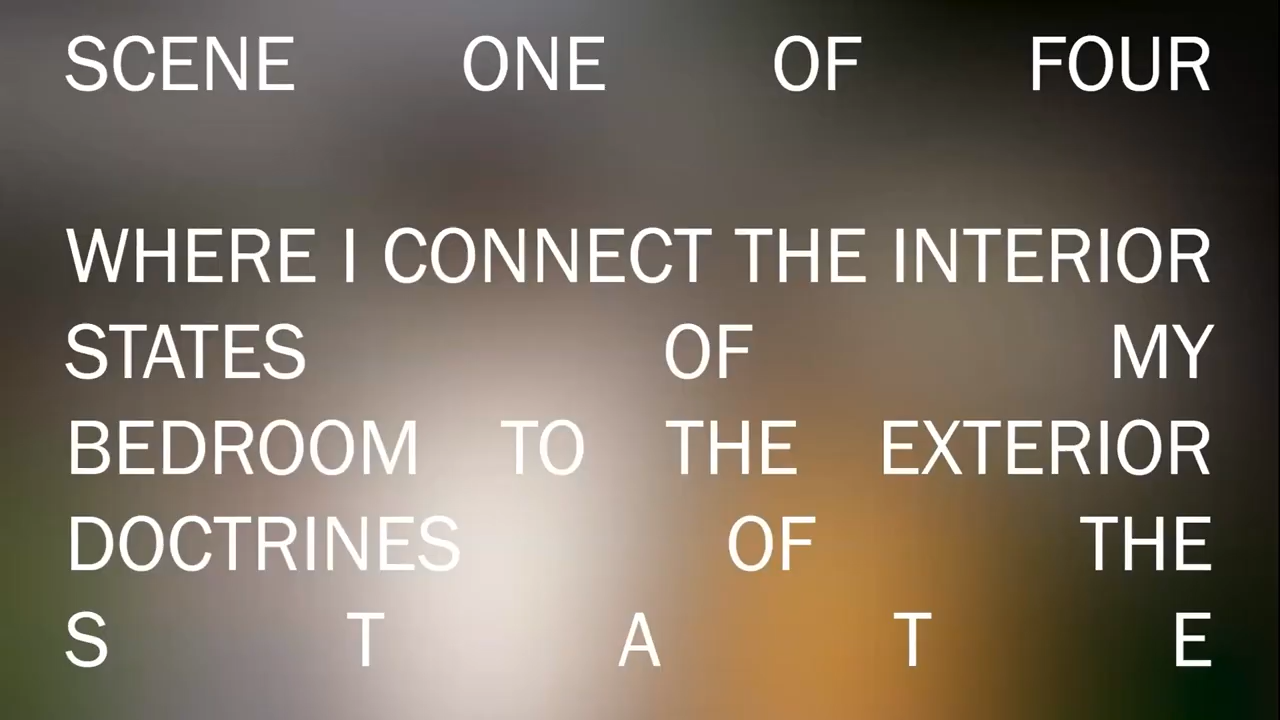 SCENE ONE OF FOUR
WHERE I CONNECT THE INTERIOR
STATES OF MY
BEDROOM TO THE EXTERIOR
DOCTRINES OF THE
S T A T E